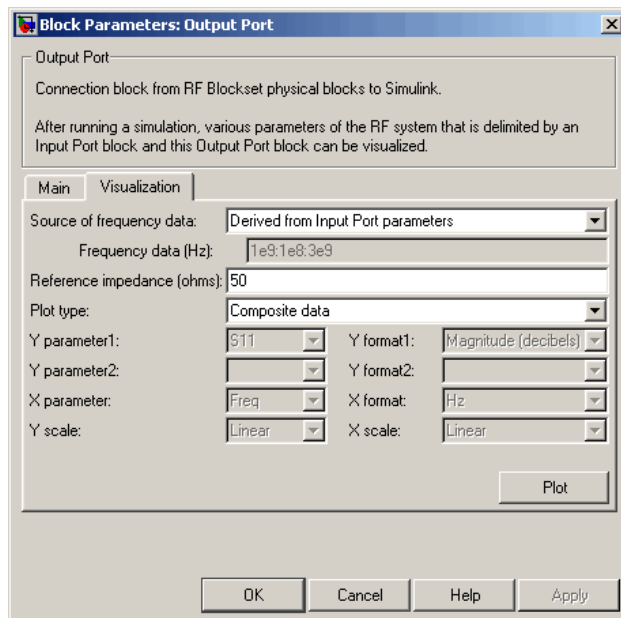 Block Parameters: Output Port
Output Port
Connection block from RF Blockset physical blocks to Simulink.
After running a simulation, various parameters of the RF system that is delimited by an
Input Port block and this Output Port block can be visualized.
Main Visualization
Source of frequency data: Derived from Input Port parameters
Frequency data (Hz): 1e9:1e8:3e9
Reference impedance (ohms): 50
Plot type: Composite data
Y parameter1: S11 Y format1: Magnitude (decibels)
Y parameter2: Y format2:
X parameter: Freq X format: Hz
Y scale: Linear X scale: Linear
Plot
OK Cancel Help Apply